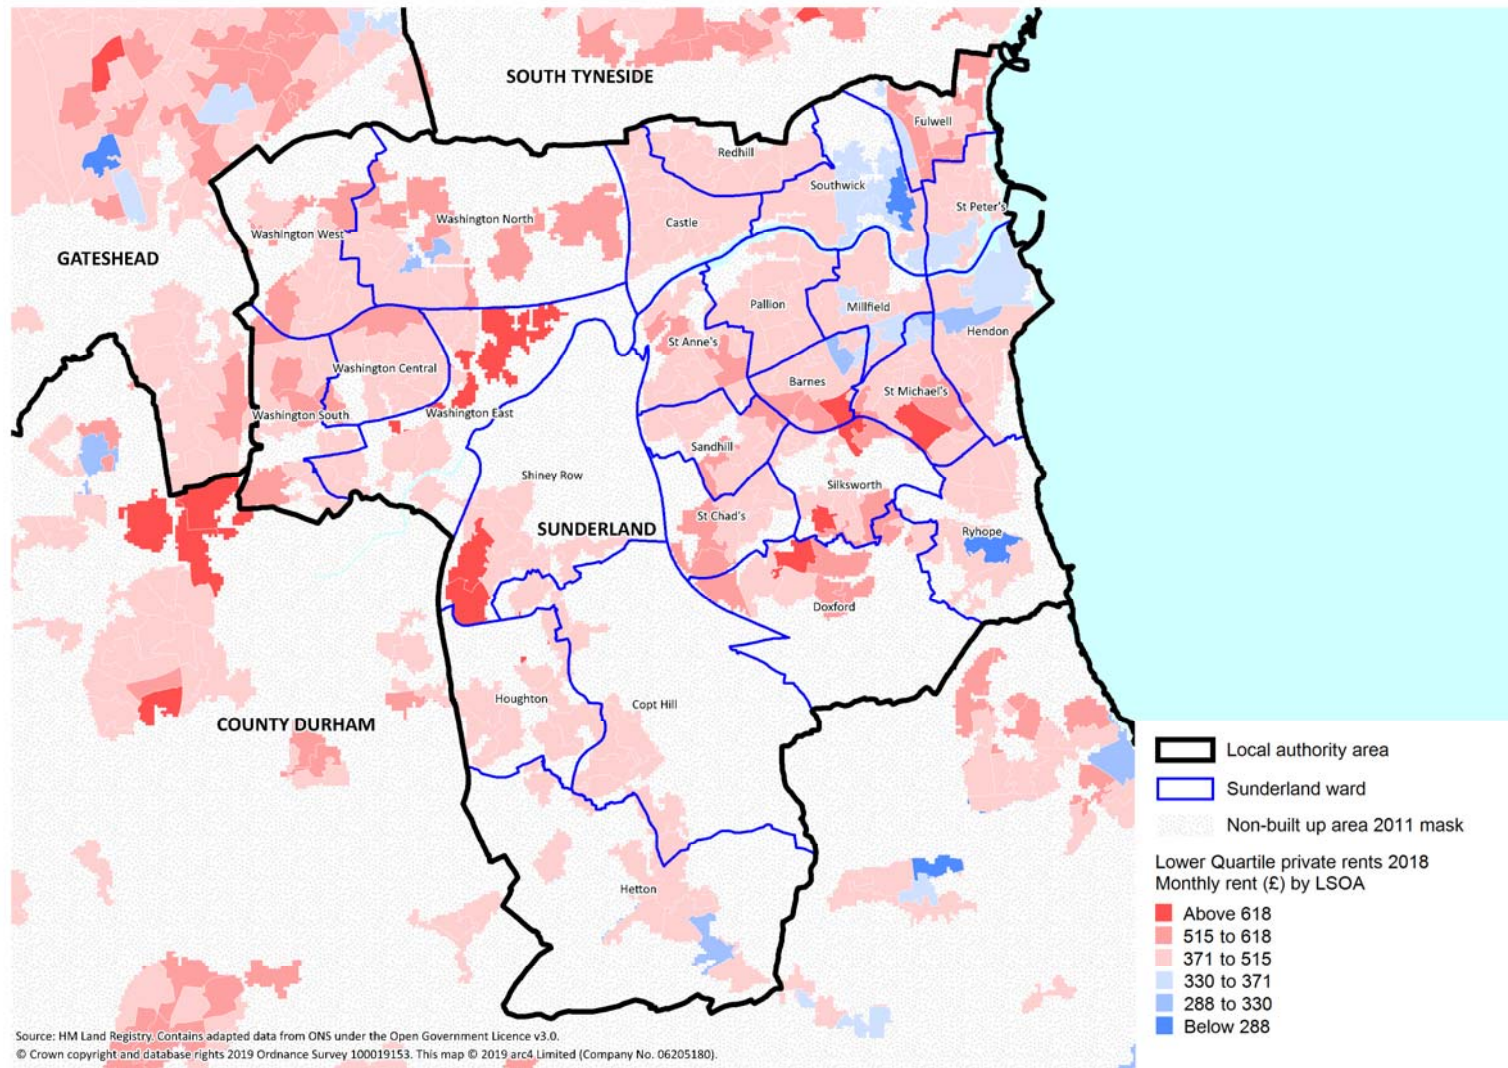 SOUTH TYNESIDE
Fulwell
Redhill
Southwick
St Peter's
Washington North
Castle
Washington West
GATESHEAD
Pallion
Millfield
Hendon
St Anne's
Washington Central
Barnes
St Michael's
Washington South
Washington East
Sandhill
Shiney Row
Silksworth
St Chad's
SUNDERLAND
Ryhope
Doxford
Houghton
Copt Hill
COUNTY DURHAM
Hetton
Local authority area
Sunderland ward
Non-built up area 2011 mask
Lower Quartile private rents 2018
Monthly rent (£) by LSOA
Above 618
515 to 618
371 to 515
330 to 371
288 to 330
Below 288
Source: HM Land Registry. Contains adapted data from ONS under the Open Government Licence v3.0.
© Crown copyright and database rights 2019 Ordnance Survey 100019153. This map © 2019 arc4 Limited (Company No. 06205180).